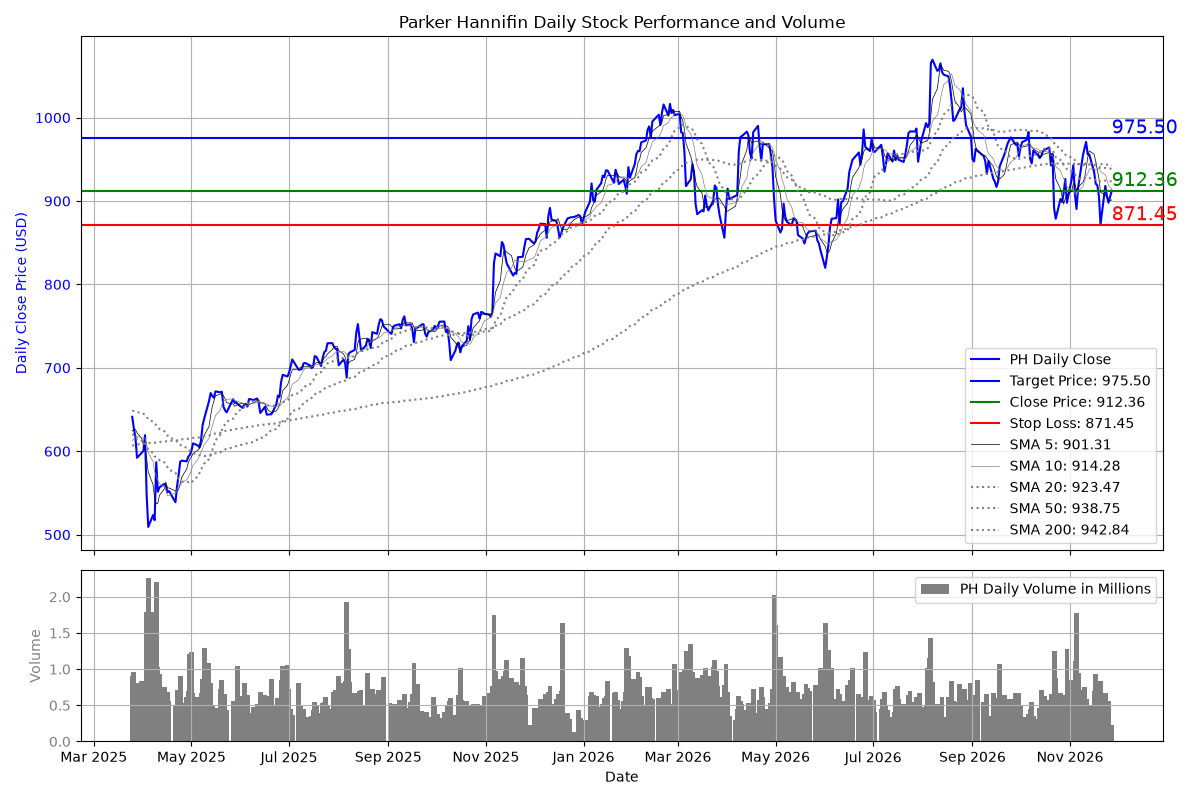 Parker Hannifin Daily Stock Performance and Volume
Daily Close Price (USD)
1000
900
800
700
600
500
975.50
912.36
871.45
PH Daily Close
Target Price: 975.50
Close Price: 912.36
Stop Loss: 871.45
SMA 5: 901.31
SMA 10: 914.28
SMA 20: 923.47
SMA 50: 938.75
SMA 200: 942.84
Volume
2.0
1.5
1.0
0.5
0.0
PH Daily Volume in Millions
Mar 2025 May 2025 Jul 2025 Sep 2025 Nov 2025 Jan 2026 Mar 2026 May 2026 Jul 2026 Sep 2026 Nov 2026
Date